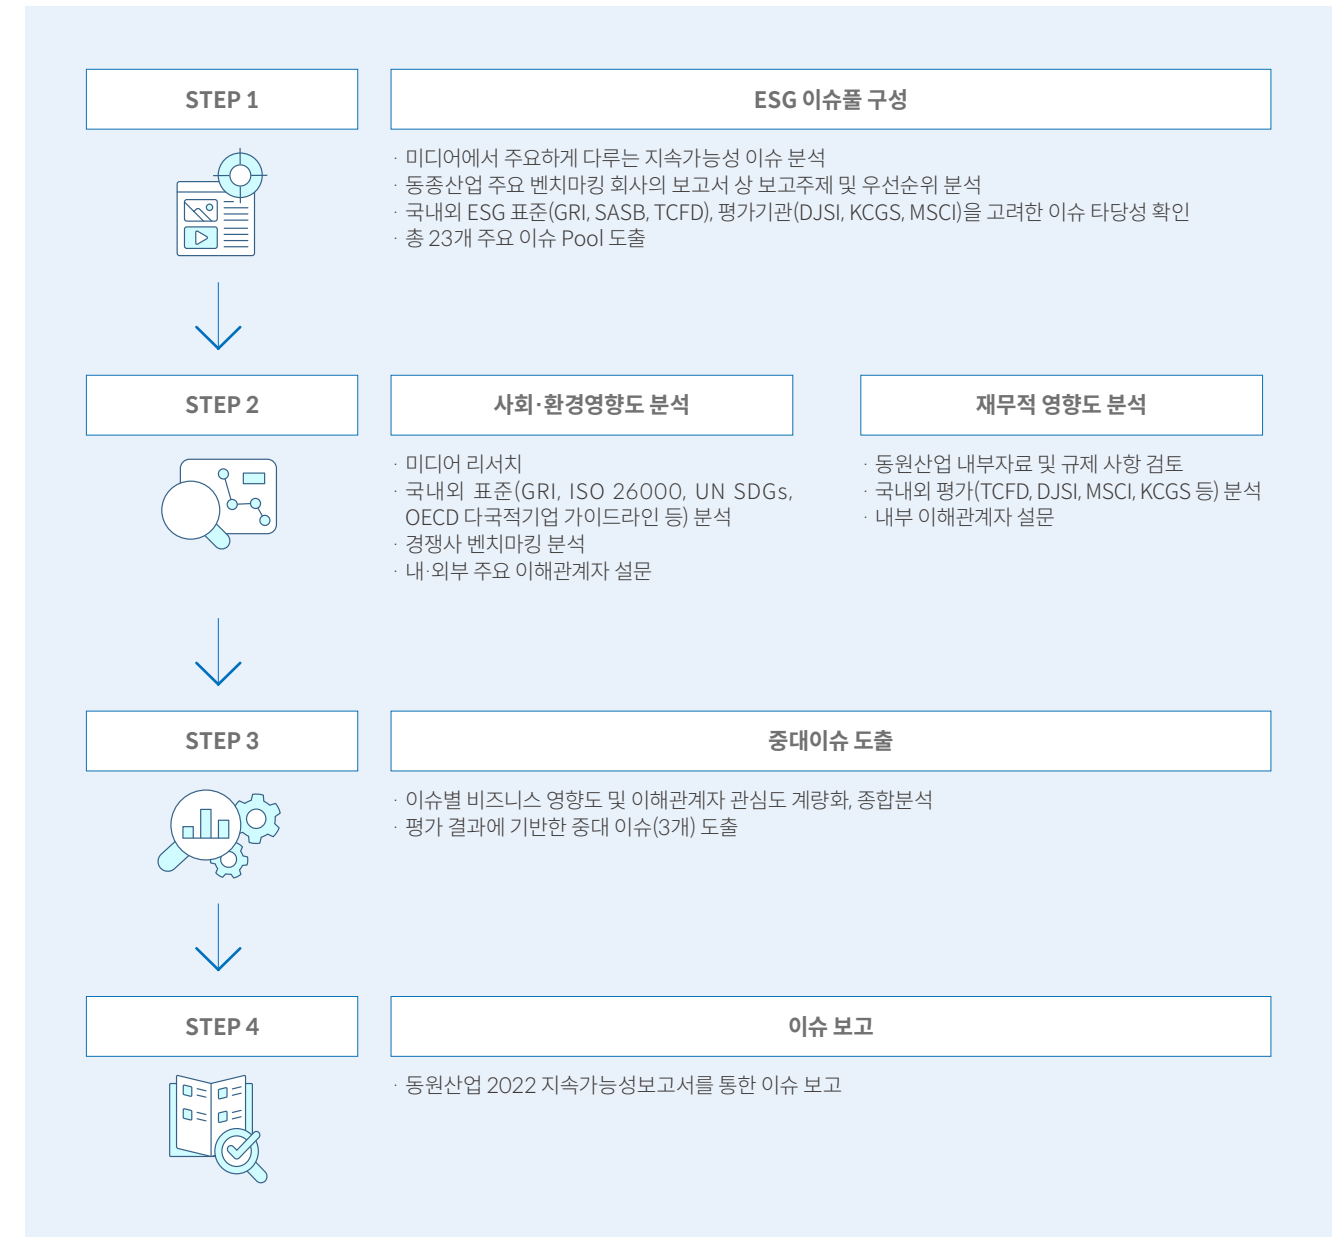 STEP 1
ESG 이슈풀 구성
· 미디어에서 주요하게 다루는 지속가능성 이슈 분석
· 동종산업 주요 벤치마킹 회사의 보고서 상 보고주제 및 우선순위 분석
· 국내외 ESG 표준(GRI, SASB, TCFD), 평가기관(DJSI, KCGS, MSCI)을 고려한 이슈 타당성 확인
· 총 23개 주요 이슈 Pool 도출
STEP 2
사회·환경영향도 분석
· 미디어 리서치
· 국내외 표준(GRI, ISO 26000, UN SDGs,
OECD 다국적기업 가이드라인 등) 분석
· 경쟁사 벤치마킹 분석
· 내·외부 주요 이해관계자 설문
재무적 영향도 분석
· 동원산업 내부자료 및 규제 사항 검토
· 국내외 평가(TCFD, DJSI, MSCI, KCGS 등) 분석
· 내부 이해관계자 설문
STEP 3
중대이슈 도출
· 이슈별 비즈니스 영향도 및 이해관계자 관심도 계량화, 종합분석
· 평가 결과에 기반한 중대 이슈(3개) 도출
STEP 4
이슈 보고
· 동원산업 2022 지속가능성보고서를 통한 이슈 보고